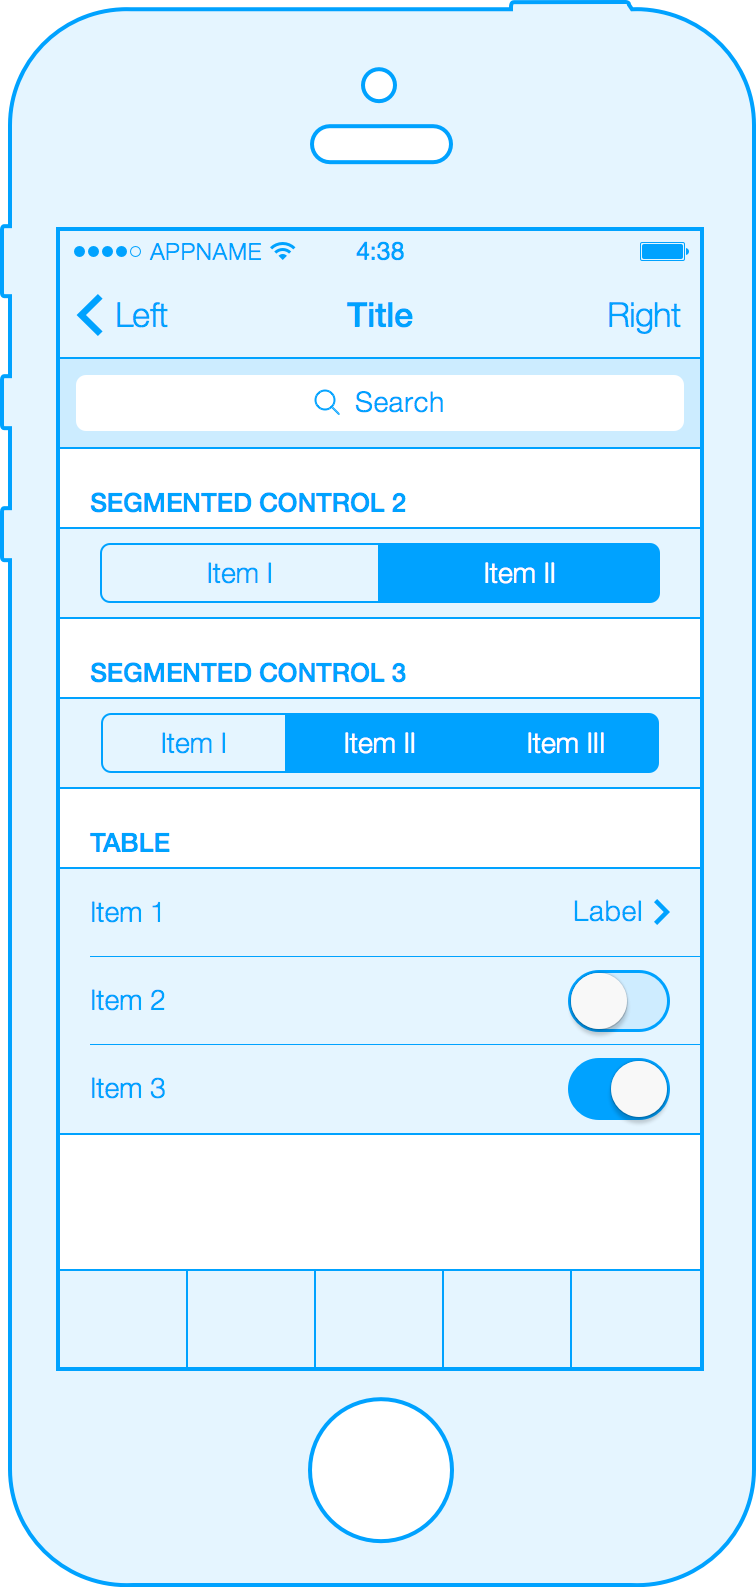 APPNAME 4:38
Left Title Right
Search
SEGMENTED CONTROL 2
Item I Item II
SEGMENTED CONTROL 3
Item I Item II Item III
TABLE
Item 1 Label
Item 2
Item 3